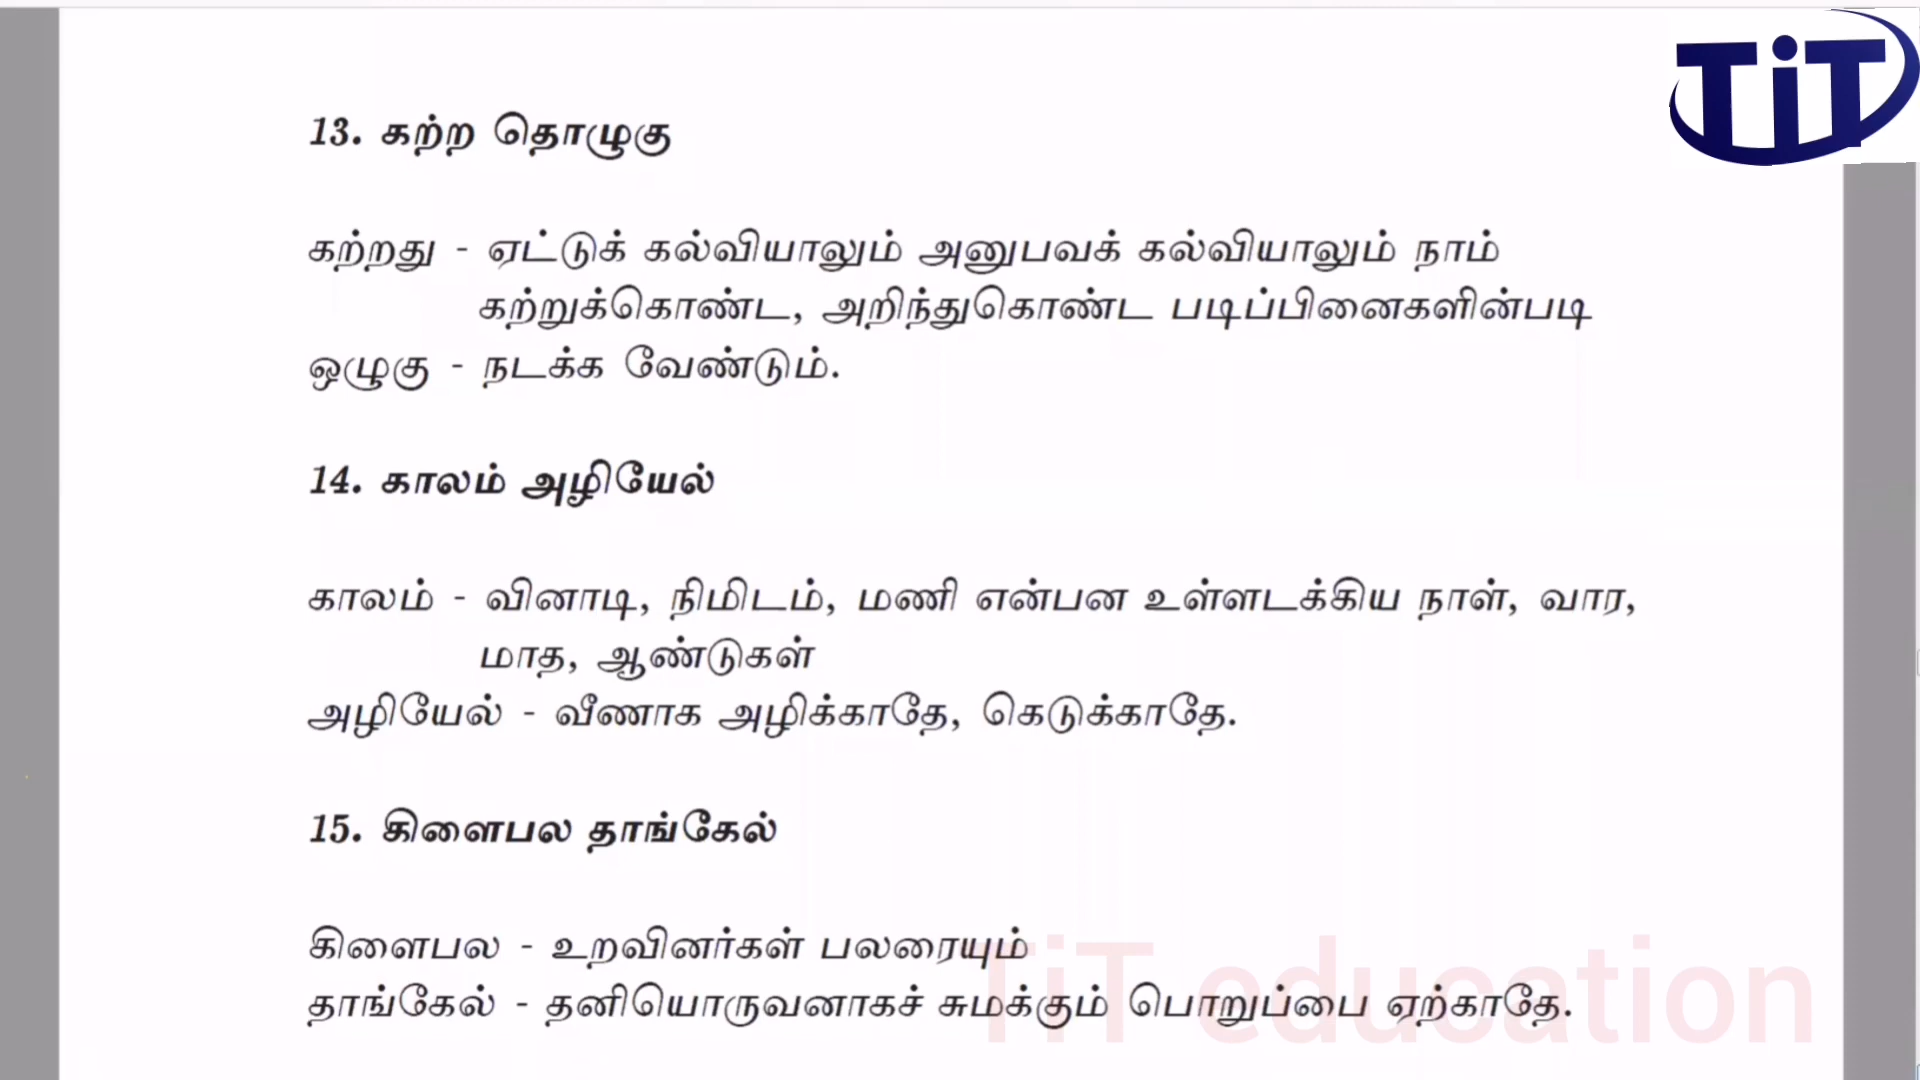 TiT
13. கற்ற தொழுகு
கற்றது - ஏட்டுக் கல்வியாலும் அனுபவக் கல்வியாலும் நாம்
கற்றுக்கொண்ட, அறிந்துகொண்ட படிப்பினைகளின்படி
ஒழுகு - நடக்க வேண்டும்.
14. காலம் அழியேல்
காலம் - வினாடி, நிமிடம், மணி என்பன உள்ளடக்கிய நாள், வார,
மாத, ஆண்டுகள்
அழியேல் - வீணாக அழிக்காதே, கெடுக்காதே.
15. கிளைபல தாங்கேல்
கிளைபல - உறவினர்கள் பலரையும்
தாங்கேல் - தனியொருவனாகச் சுமக்கும் பொறுப்பை ஏற்காதே.
TiT education